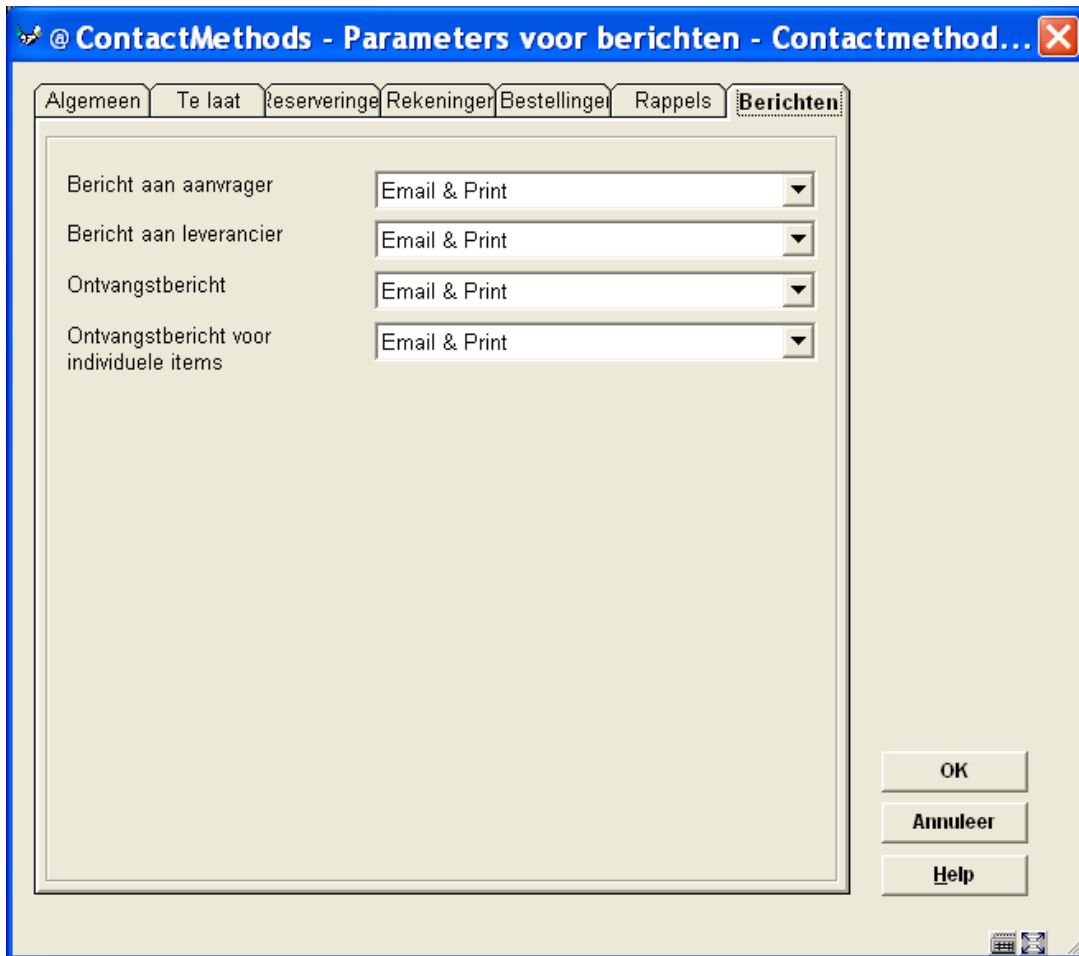 @ ContactMethods - Parameters voor berichten - Contactmethod...
Algemeen Te laat Reserveringe Rekeninger Bestellinger Rappels Berichten
Bericht aan aanvrager Email & Print
Bericht aan leverancier Email & Print
Ontvangstbericht Email & Print
Ontvangstbericht voor Email & Print
individuele items
OK
Annuleer
Help